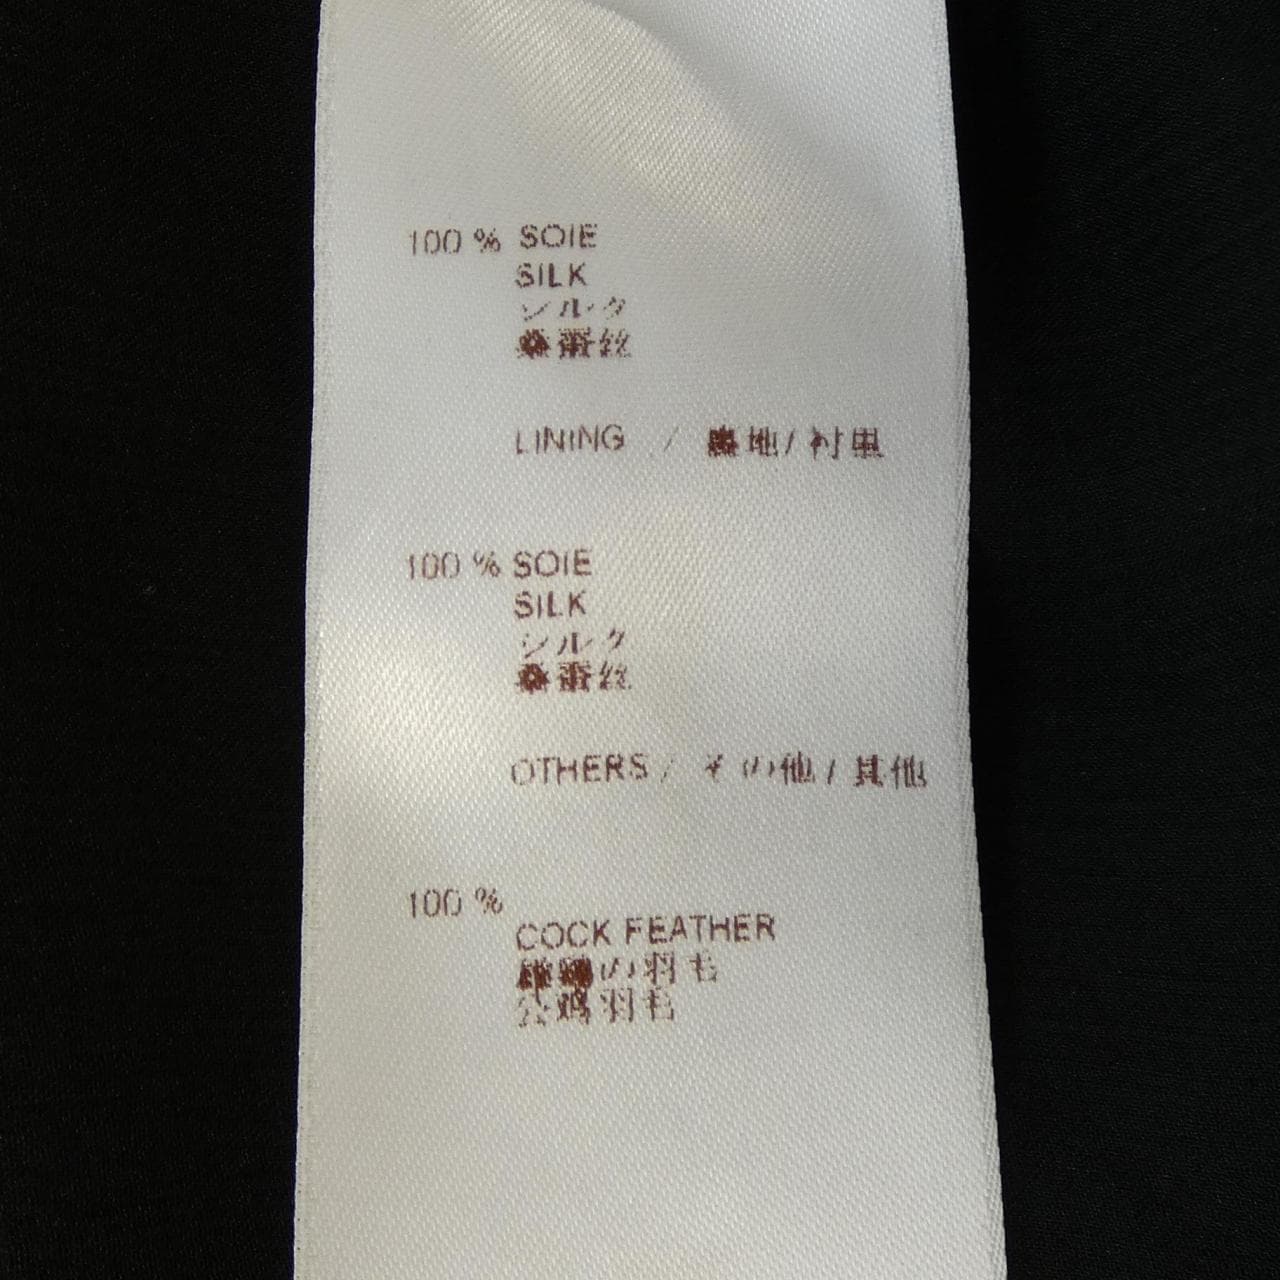 100 % SOIE
SILK
シルク
桑蚕丝
LINING / 裏地 / 衬里
100 % SOIE
SILK
シルク
桑蚕丝
OTHERS / その他 / 其他
100 %
COCK FEATHER
の羽毛
公鸡羽毛